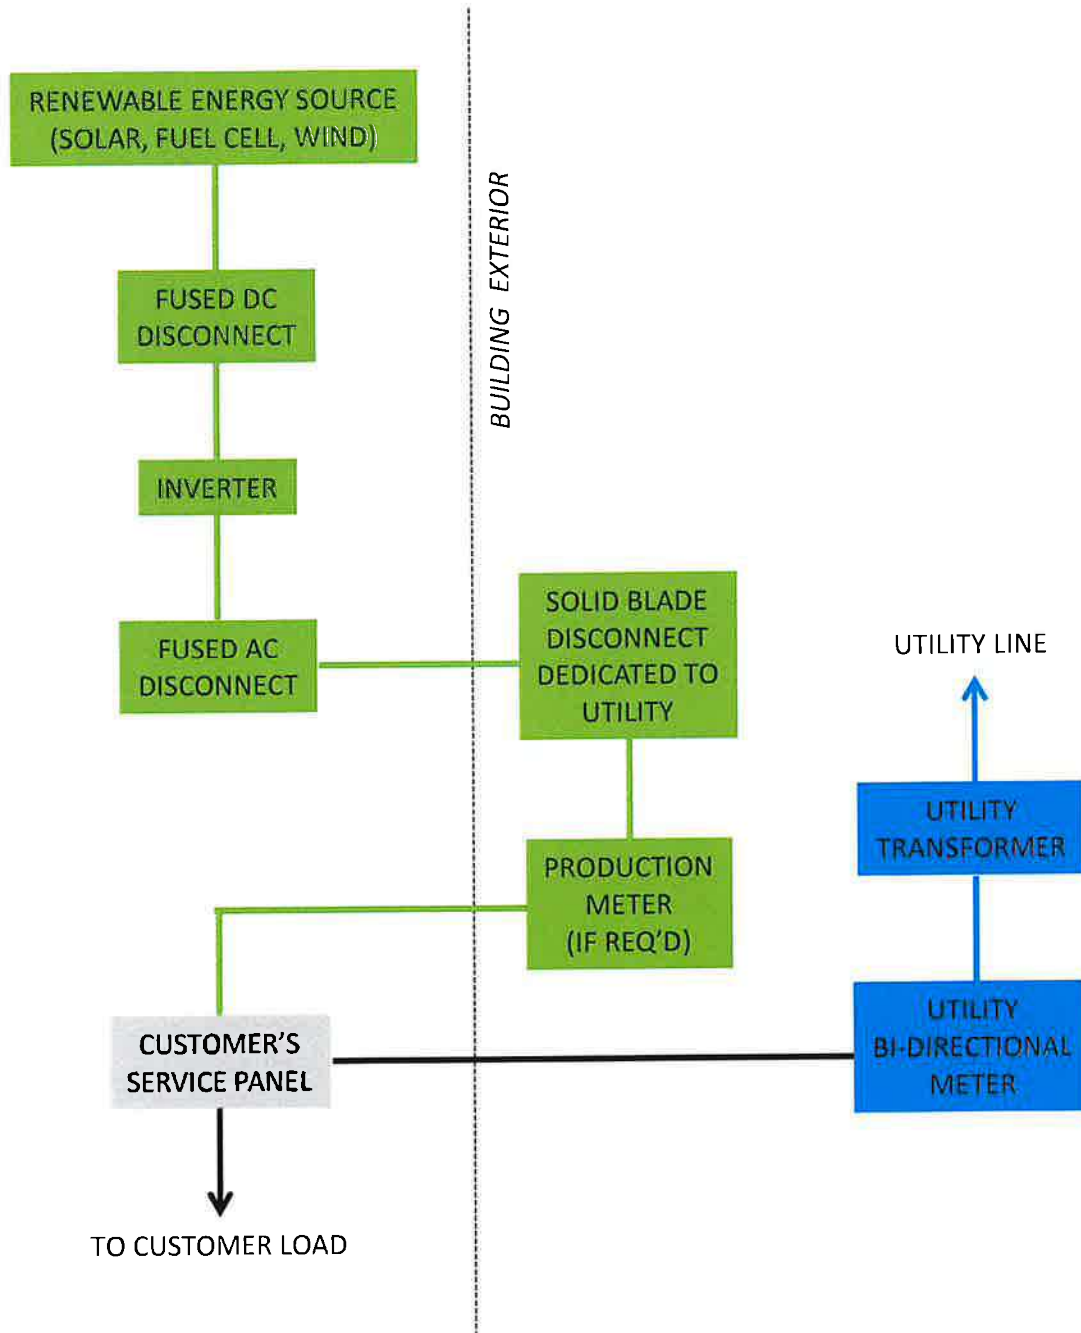 RENEWABLE ENERGY SOURCE
(SOLAR, FUEL CELL, WIND)
BUILDING EXTERIOR
FUSED DC
DISCONNECT
INVERTER
FUSED AC
DISCONNECT
SOLID BLADE
DISCONNECT
DEDICATED TO
UTILITY
UTILITY LINE
UTILITY
TRANSFORMER
PRODUCTION
METER
(IF REQ'D)
CUSTOMER'S
SERVICE PANEL
UTILITY
BI-DIRECTIONAL
METER
TO CUSTOMER LOAD